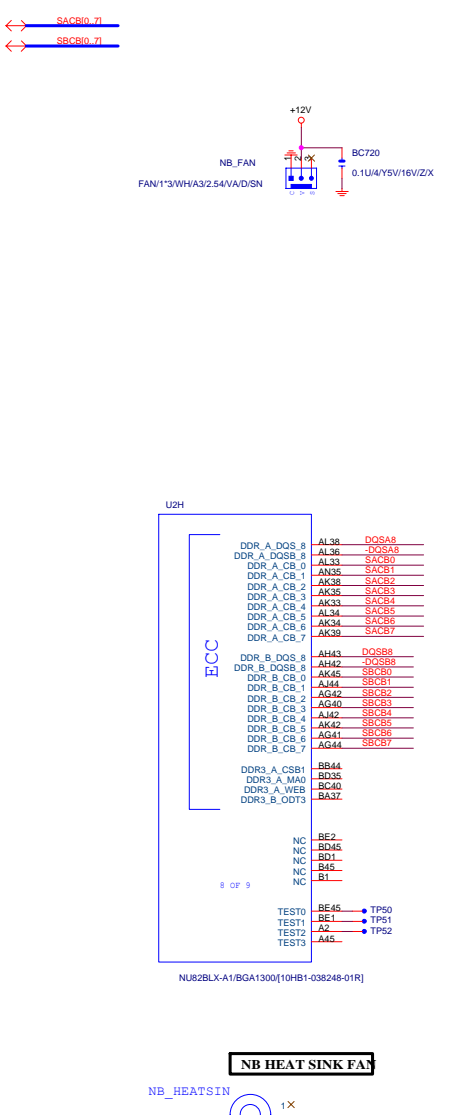 SACB[0..7]
SBCB[0..7]
+12V
NB_FAN
1 2 3
BC720
0.1U/4/Y5V/16V/Z/X
FAN/1*3/WH/A3/2.54/VA/D/SN
C V S
U2H
ECC
DDR_A_DQS_8 AL38 DQSA8
DDR_A_DQSB_8 AL36 -DQSA8
DDR_A_CB_0 AL33 SACB0
DDR_A_CB_1 AN35 SACB1
DDR_A_CB_2 AK38 SACB2
DDR_A_CB_3 AK35 SACB3
DDR_A_CB_4 AK33 SACB4
DDR_A_CB_5 AL34 SACB5
DDR_A_CB_6 AK34 SACB6
DDR_A_CB_7 AK39 SACB7
DDR_B_DQS_8 AH43 DQSB8
DDR_B_DQSB_8 AH42 -DQSB8
DDR_B_CB_0 AK45 SBCB0
DDR_B_CB_1 AJ44 SBCB1
DDR_B_CB_2 AG42 SBCB2
DDR_B_CB_3 AG40 SBCB3
DDR_B_CB_4 AJ42 SBCB4
DDR_B_CB_5 AK42 SBCB5
DDR_B_CB_6 AG41 SBCB6
DDR_B_CB_7 AG44 SBCB7
DDR3_A_CSB1 BB44
DDR3_A_MA0 BD35
DDR3_A_WEB BC40
DDR3_B_ODT3 BA37
NC BE2
NC BD45
NC BD1
NC B45
NC B1
8 OF 9
TEST0 BE45 TP50
TEST1 BE1 TP51
TEST2 A2 TP52
TEST3 A45
NU82BLX-A1/BGA1300/[10HB1-038248-01R]
NB HEAT SINK FAN
NB_HEATSIN
1